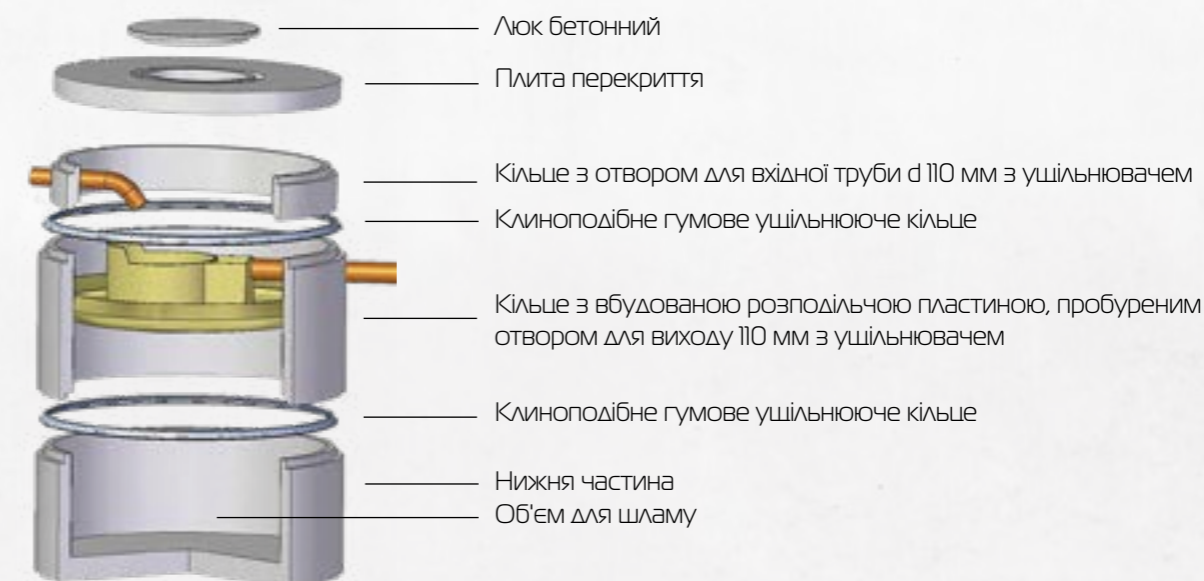 Люк бетонний
Плита перекриття
Кільце з отвором для вхідної труби d 110 мм з ущільнювачем
Клиноподібне гумове ущільнююче кільце
Кільце з вбудованою розподільчою пластиною, пробуреним
отвором для виходу 110 мм з ущільнювачем
Клиноподібне гумове ущільнююче кільце
Нижня частина
Об'єм для шламу